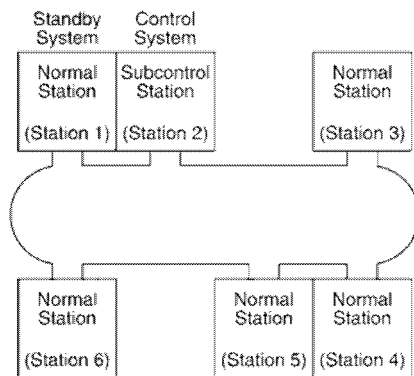 Standby System
Control System
Normal Station
(Station 1)
Subcontrol Station
(Station 2)
Normal Station
(Station 3)
Normal Station
(Station 6)
Normal Station
(Station 5)
Normal Station
(Station 4)